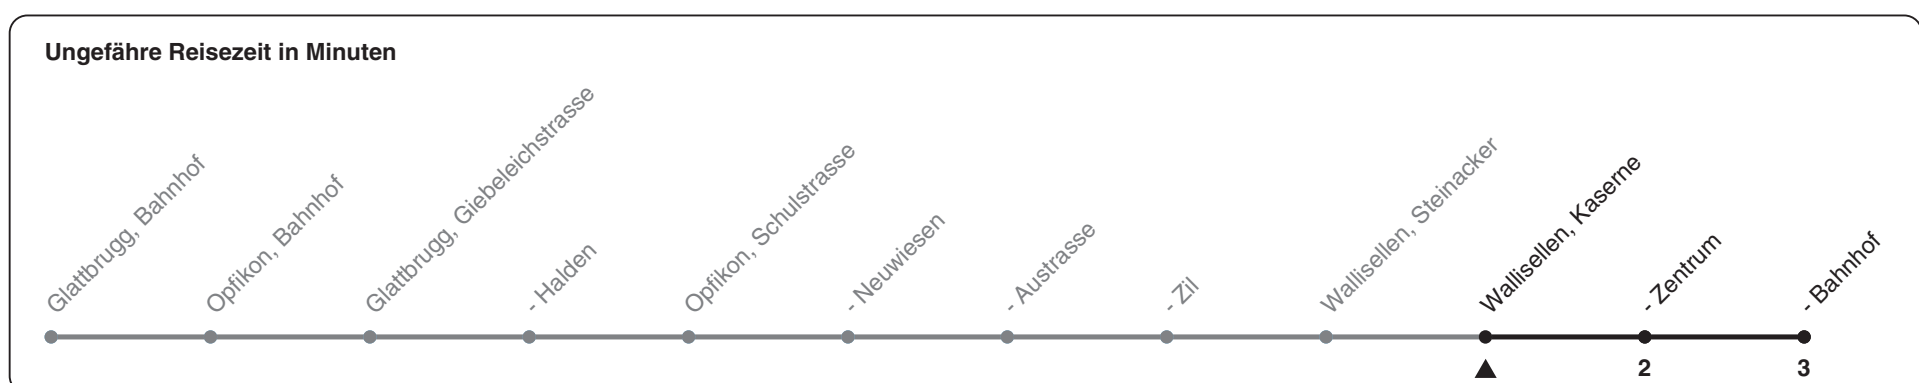 Ungefähre Reisezeit in Minuten
Glattbrugg, Bahnhof
Opfikon, Bahnhof
Glattbrugg, Giebeleichstrasse
- Halden
Opfikon, Schulstrasse
- Neuwiesen
- Austrasse
- Zil
Wallisellen, Steinacker
Wallisellen, Kaserne
- Zentrum
- Bahnhof
2
3